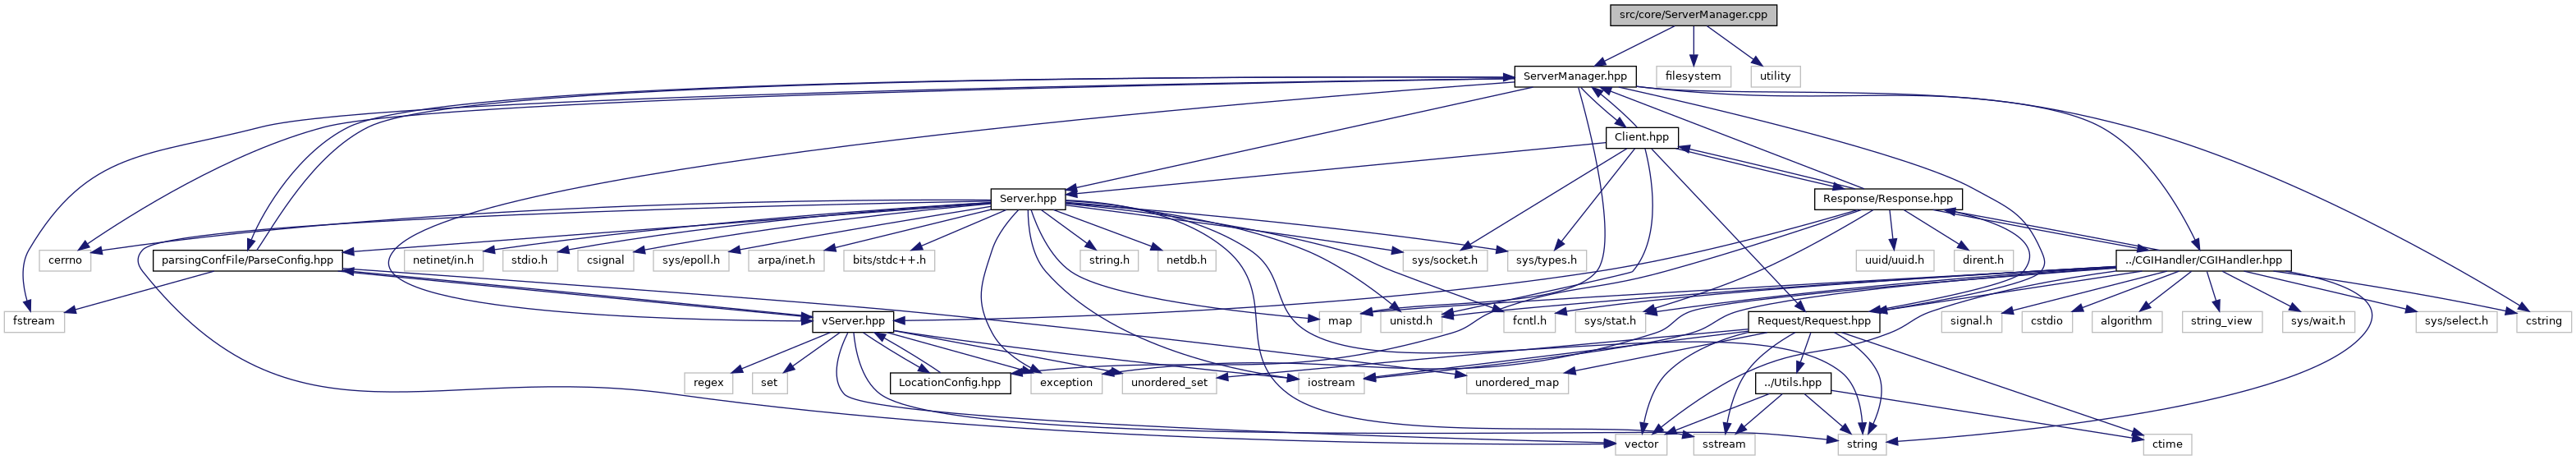 src/core/ServerManager.cpp
ServerManager.hpp
filesystem
utility
Client.hpp
Server.hpp
Response/Response.hpp
cerrno
parsingConfFile/ParseConfig.hpp
netinet/in.h
stdio.h
csignal
sys/epoll.h
arpa/inet.h
bits/stdc++.h
string.h
netdb.h
sys/socket.h
sys/types.h
uuid/uuid.h
dirent.h
../CGIHandler/CGIHandler.hpp
fstream
vServer.hpp
map
unistd.h
fcntl.h
sys/stat.h
Request/Request.hpp
signal.h
cstdio
algorithm
string_view
sys/wait.h
sys/select.h
cstring
regex
set
LocationConfig.hpp
exception
unordered_set
iostream
unordered_map
../Utils.hpp
vector
sstream
string
ctime